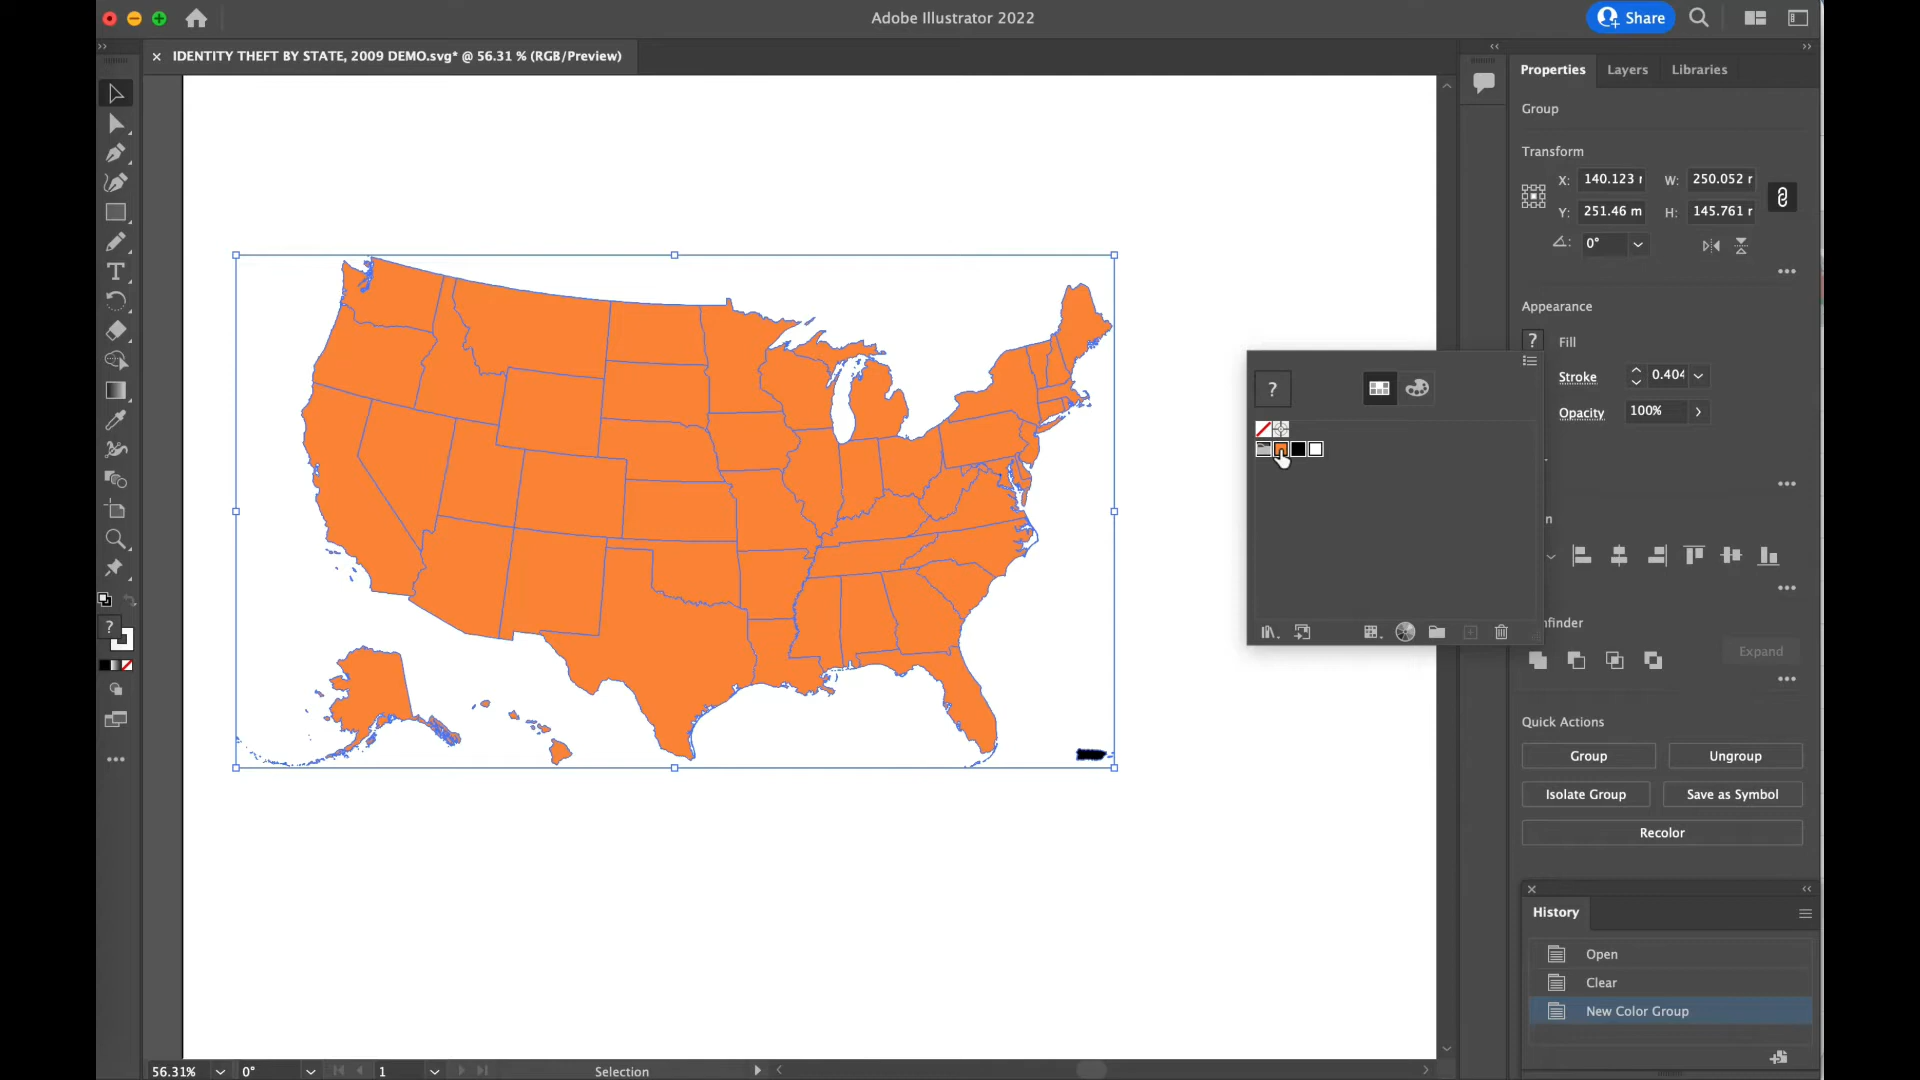 Adobe Illustrator 2022
Share
IDENTITY THEFT BY STATE, 2009 DEMO.svg* @ 56.31 % (RGB/Preview)
Properties
Layers
Libraries
Group
Transform
X:
140.123
W:
250.052
Y:
251.46 m
H:
145.761
0°
Appearance
?
Fill
Stroke
0.404
Opacity
100%
?
n
finder
Expand
Quick Actions
Group
Ungroup
Isolate Group
Save as Symbol
Recolor
History
Open
Clear
New Color Group
?
56.31%
0°
1
Selection